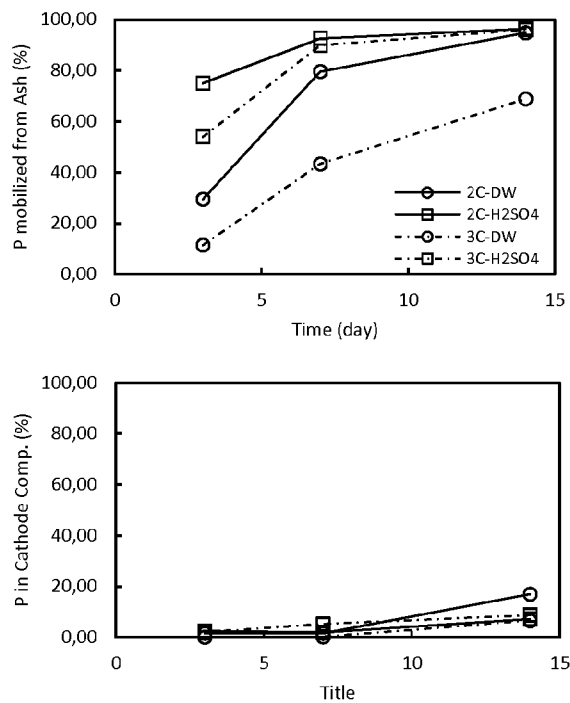 P mobilized from Ash (%)
100,00
80,00
60,00
40,00
20,00
0,00
2C-DW
2C-H2SO4
3C-DW
3C-H2SO4
0 5 10 15
Time (day)
P in Cathode Comp. (%)
100,00
80,00
60,00
40,00
20,00
0,00
0 5 10 15
Title